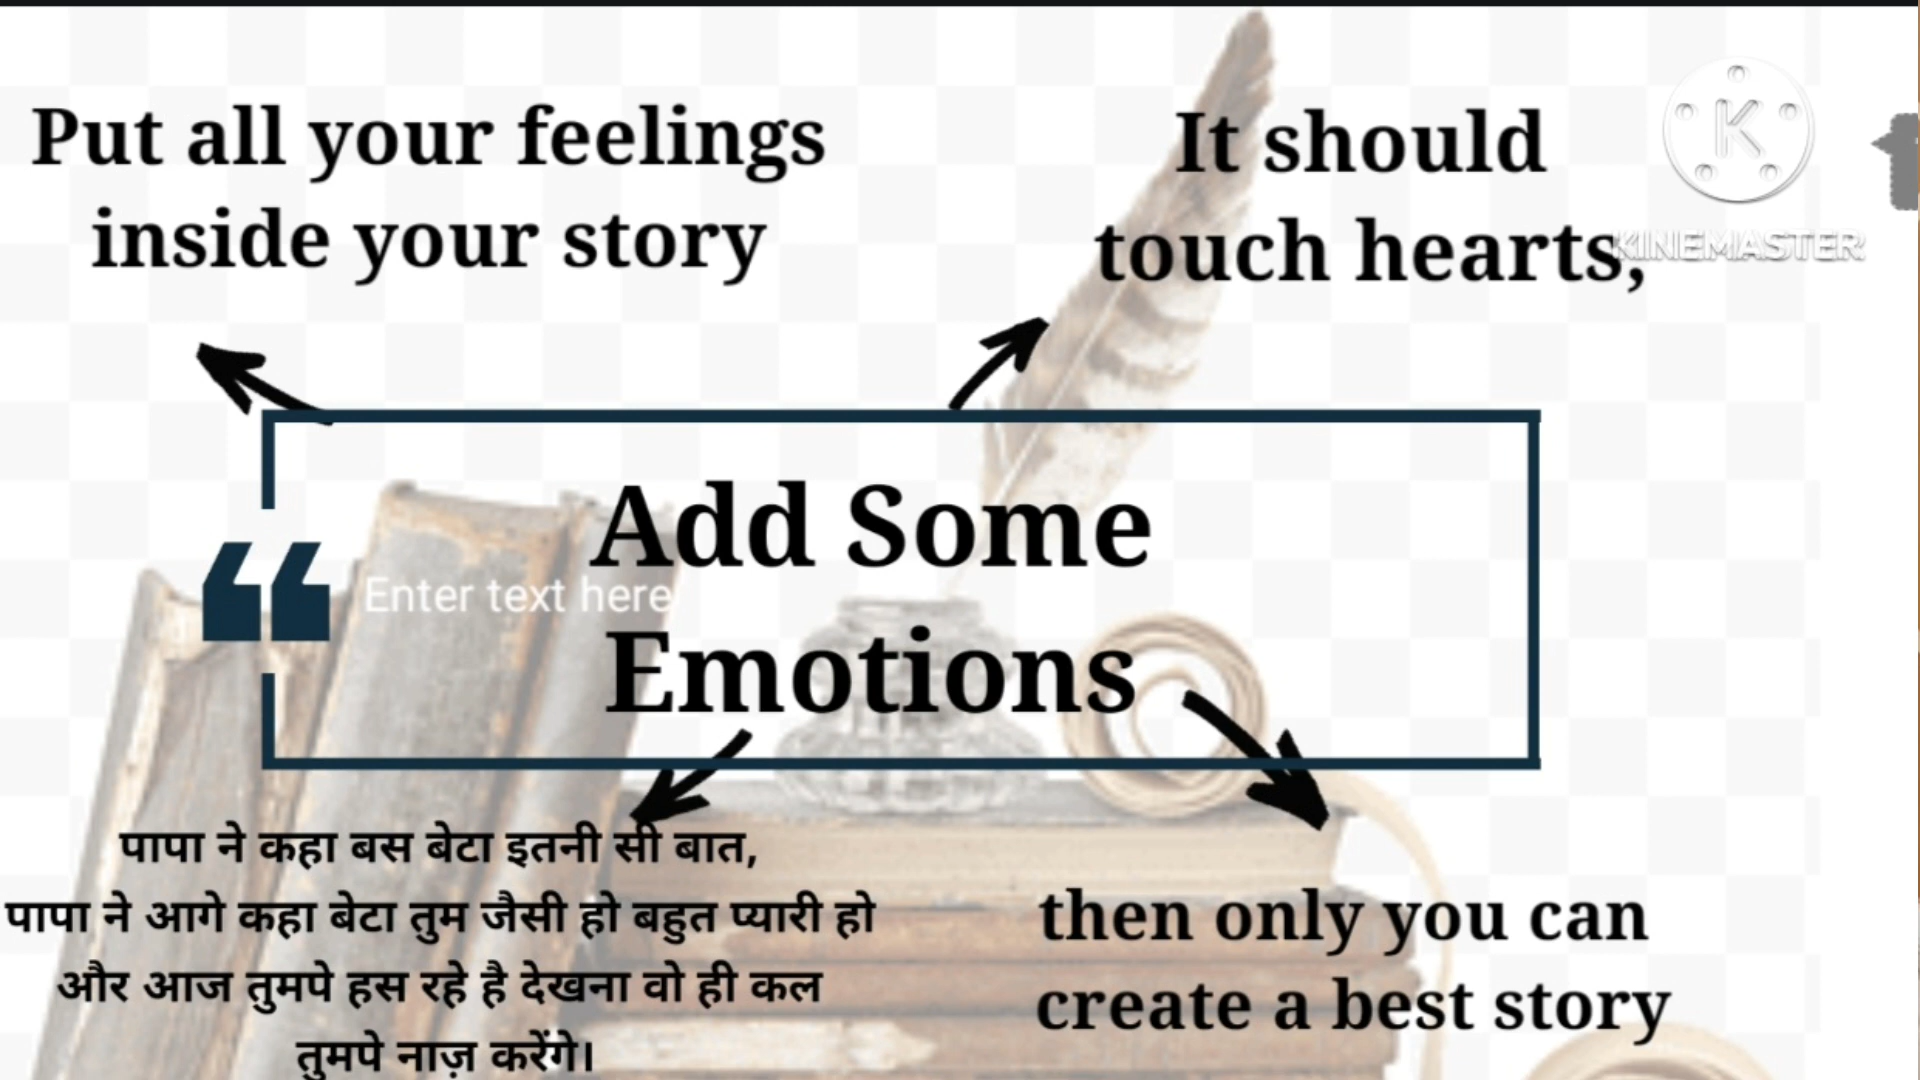 Put all your feelings
inside your story
It should
touch hearts,
K
KINEMASTER
Add Some
Emotions
Enter text here
पापा ने कहा बस बेटा इतनी सी बात,
पापा ने आगे कहा बेटा तुम जैसी हो बहुत प्यारी हो
और आज तुमपे हस रहे है देखना वो ही कल
तुमपे नाज़ करेंगे।
then only you can
create a best story